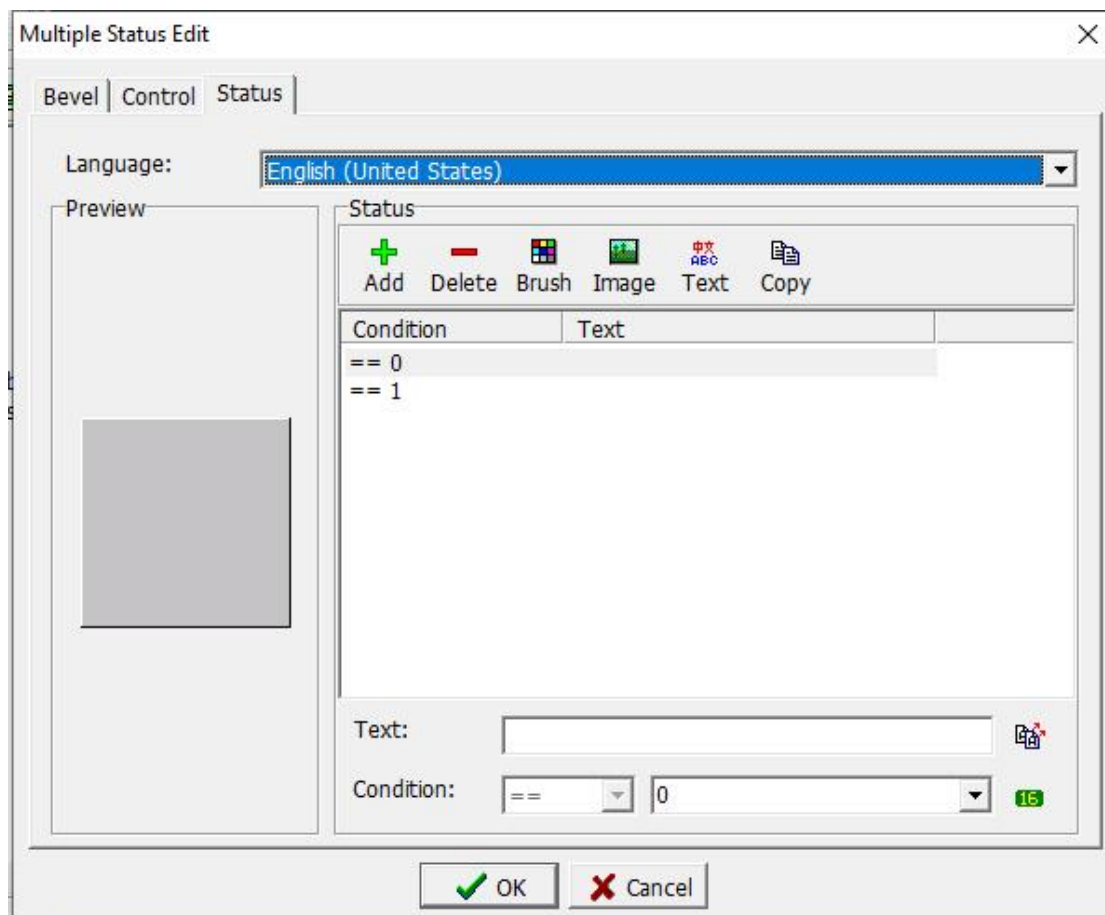 Multiple Status Edit
Bevel Control Status
Language: English (United States)
Preview
Status
中文
ABC
Add Delete Brush Image Text Copy
Condition Text
== 0
== 1
Text:
Condition: == 0 16
OK Cancel